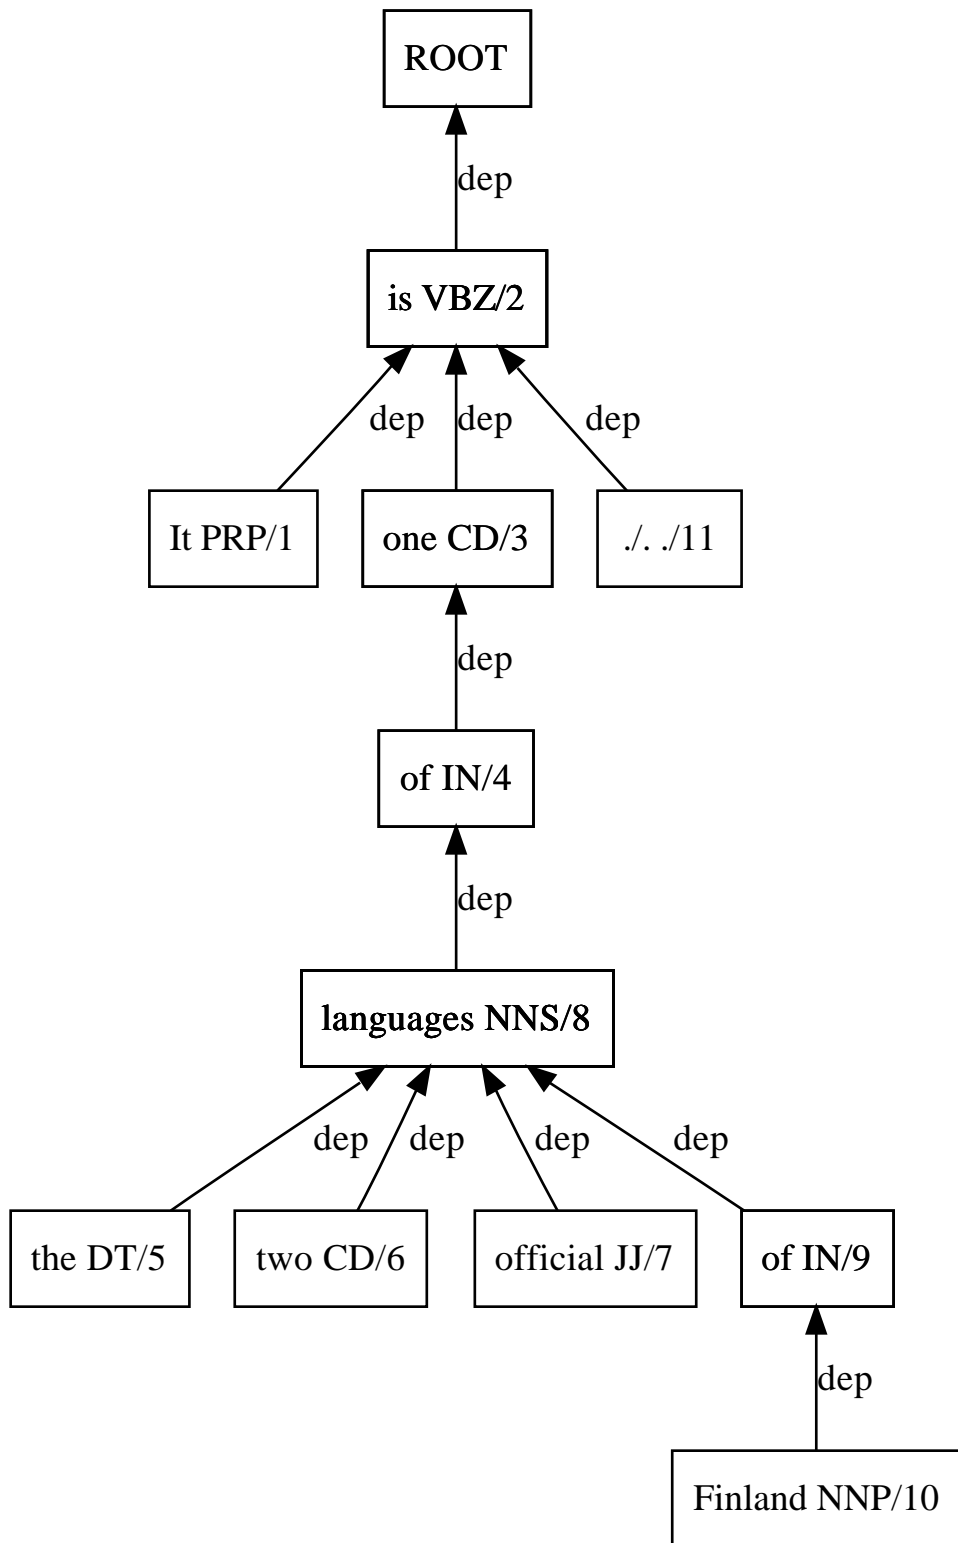 ROOT
dep
is VBZ/2
dep dep dep
It PRP/1 one CD/3 ./. ./11
dep
of IN/4
dep
languages NNS/8
dep dep dep dep
the DT/5 two CD/6 official JJ/7 of IN/9
dep
Finland NNP/10